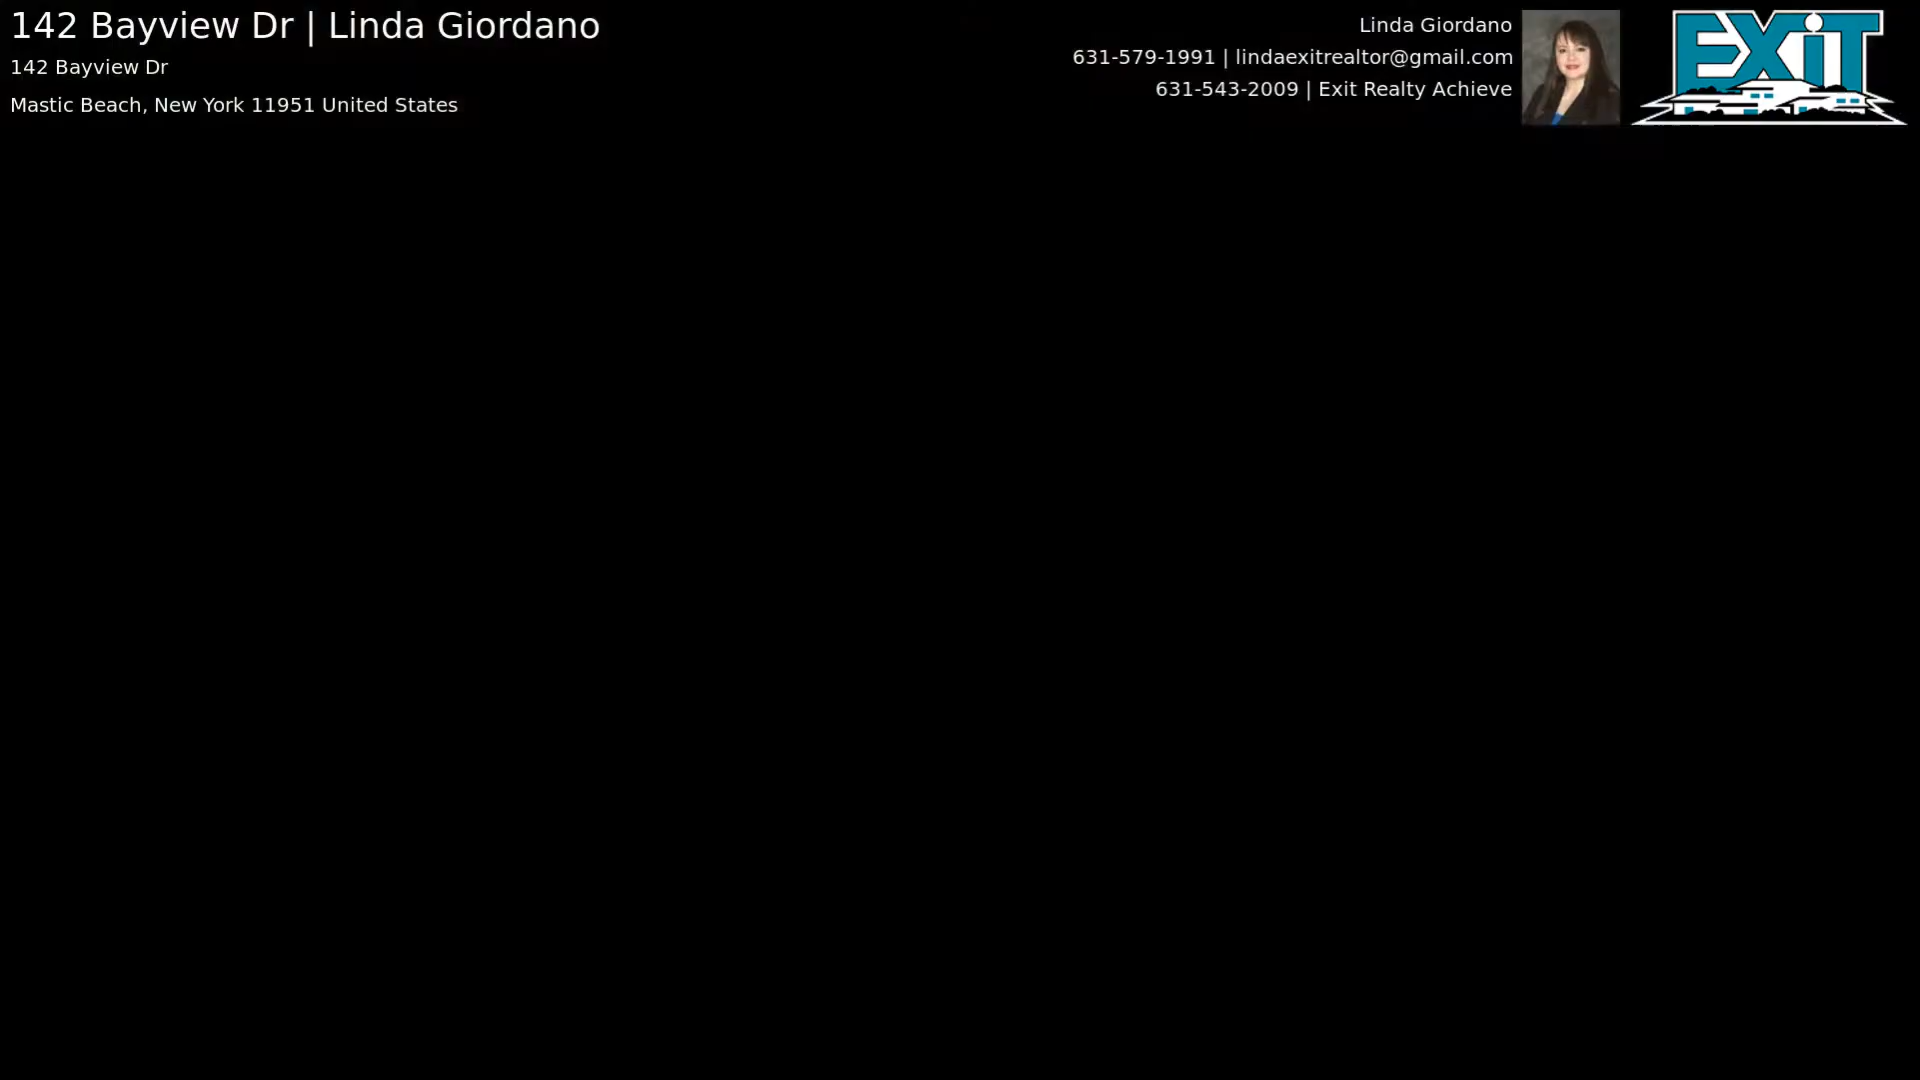 142 Bayview Dr | Linda Giordano
142 Bayview Dr
Mastic Beach, New York 11951 United States
Linda Giordano
631-579-1991 | lindaexitrealtor@gmail.com
631-543-2009 | Exit Realty Achieve
EXiT